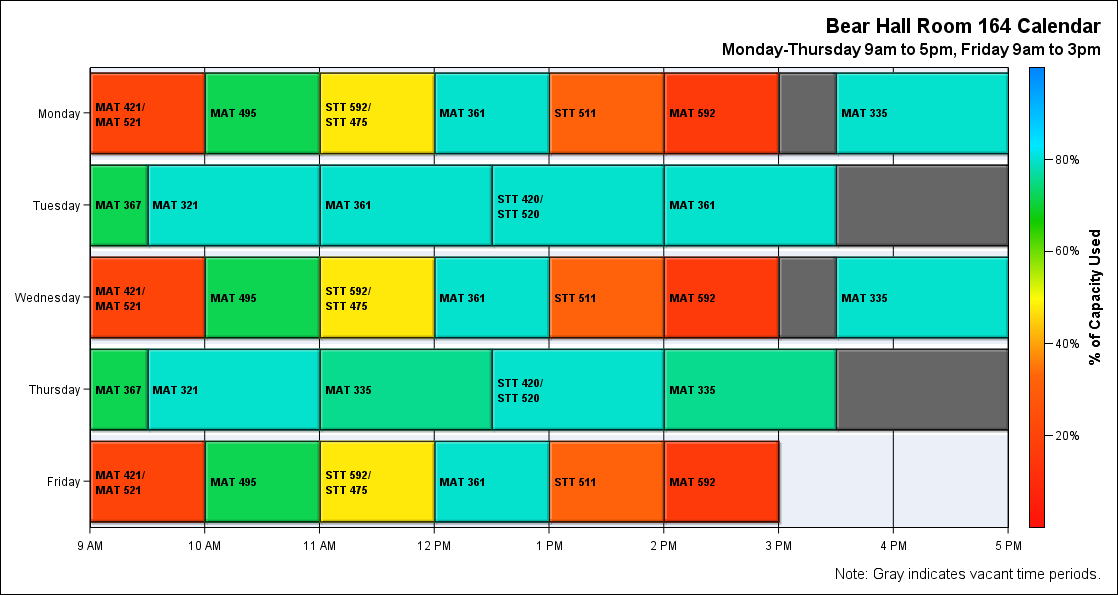 Bear Hall Room 164 Calendar
Monday-Thursday 9am to 5pm, Friday 9am to 3pm
Monday
MAT 421/
MAT 521
MAT 495
STT 592/
STT 475
MAT 361
STT 511
MAT 592
MAT 335
Tuesday
MAT 367
MAT 321
MAT 361
STT 420/
STT 520
MAT 361
Wednesday
MAT 421/
MAT 521
MAT 495
STT 592/
STT 475
MAT 361
STT 511
MAT 592
MAT 335
Thursday
MAT 367
MAT 321
MAT 335
STT 420/
STT 520
MAT 335
Friday
MAT 421/
MAT 521
MAT 495
STT 592/
STT 475
MAT 361
STT 511
MAT 592
9 AM
10 AM
11 AM
12 PM
1 PM
2 PM
3 PM
4 PM
5 PM
80%
60%
40%
20%
% of Capacity Used
Note: Gray indicates vacant time periods.